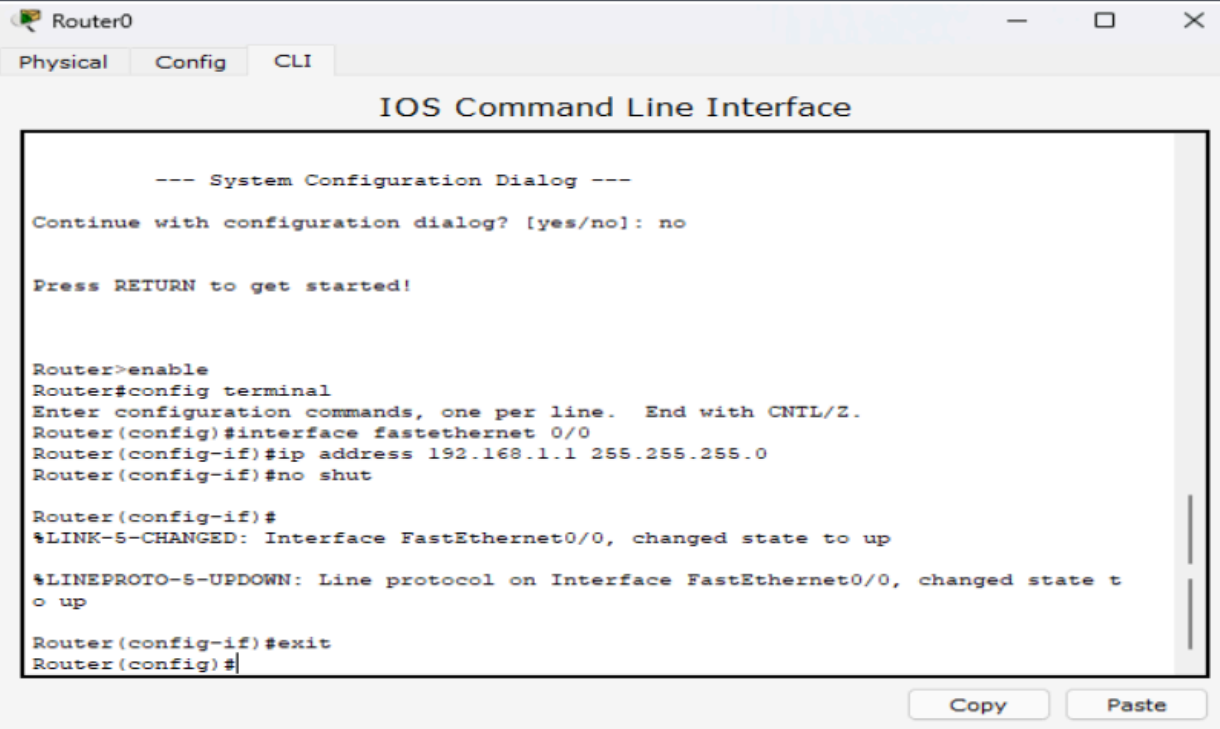 Router0
Physical Config CLI
IOS Command Line Interface
--- System Configuration Dialog ---
Continue with configuration dialog? [yes/no]: no
Press RETURN to get started!
Router>enable
Router#config terminal
Enter configuration commands, one per line.  End with CNTL/Z.
Router(config)#interface fastethernet 0/0
Router(config-if)#ip address 192.168.1.1 255.255.255.0
Router(config-if)#no shut
Router(config-if)#
%LINK-5-CHANGED: Interface FastEthernet0/0, changed state to up
%LINEPROTO-5-UPDOWN: Line protocol on Interface FastEthernet0/0, changed state t
o up
Router(config-if)#exit
Router(config)#
Copy Paste